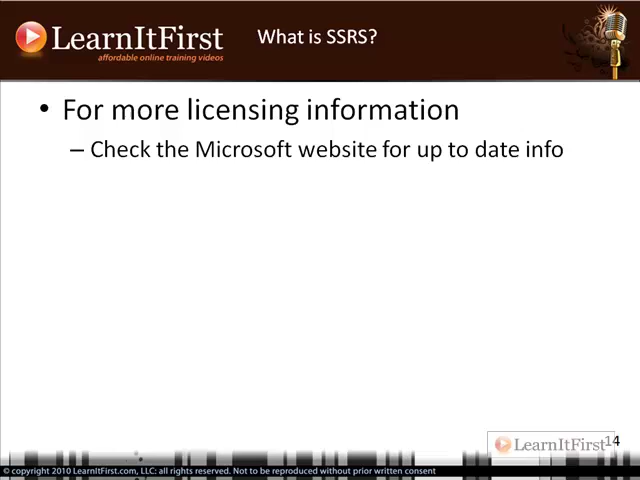 LearnItFirst
affordable online training videos
What is SSRS?
• For more licensing information
– Check the Microsoft website for up to date info
LearnItFirst
14
© copyright 2010 LearnItFirst.com, LLC: all rights reserved. Not to be reproduced without prior written consent